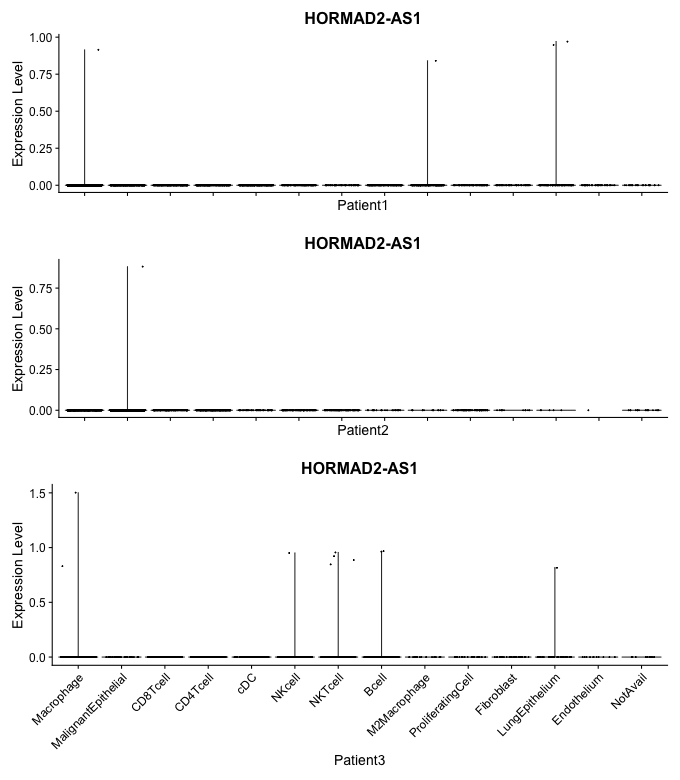 HORMAD2-AS1
Expression Level
1.00
0.75
0.50
0.25
0.00
Patient1
HORMAD2-AS1
Expression Level
0.75
0.50
0.25
0.00
Patient2
HORMAD2-AS1
Expression Level
1.5
1.0
0.5
0.0
Macrophage
MalignantEpithelial
CD8Tcell
CD4Tcell
cDC
NKcell
NKTcell
Bcell
M2Macrophage
ProliferatingCell
Fibroblast
LungEpithelium
Endothelium
NotAvail
Patient3